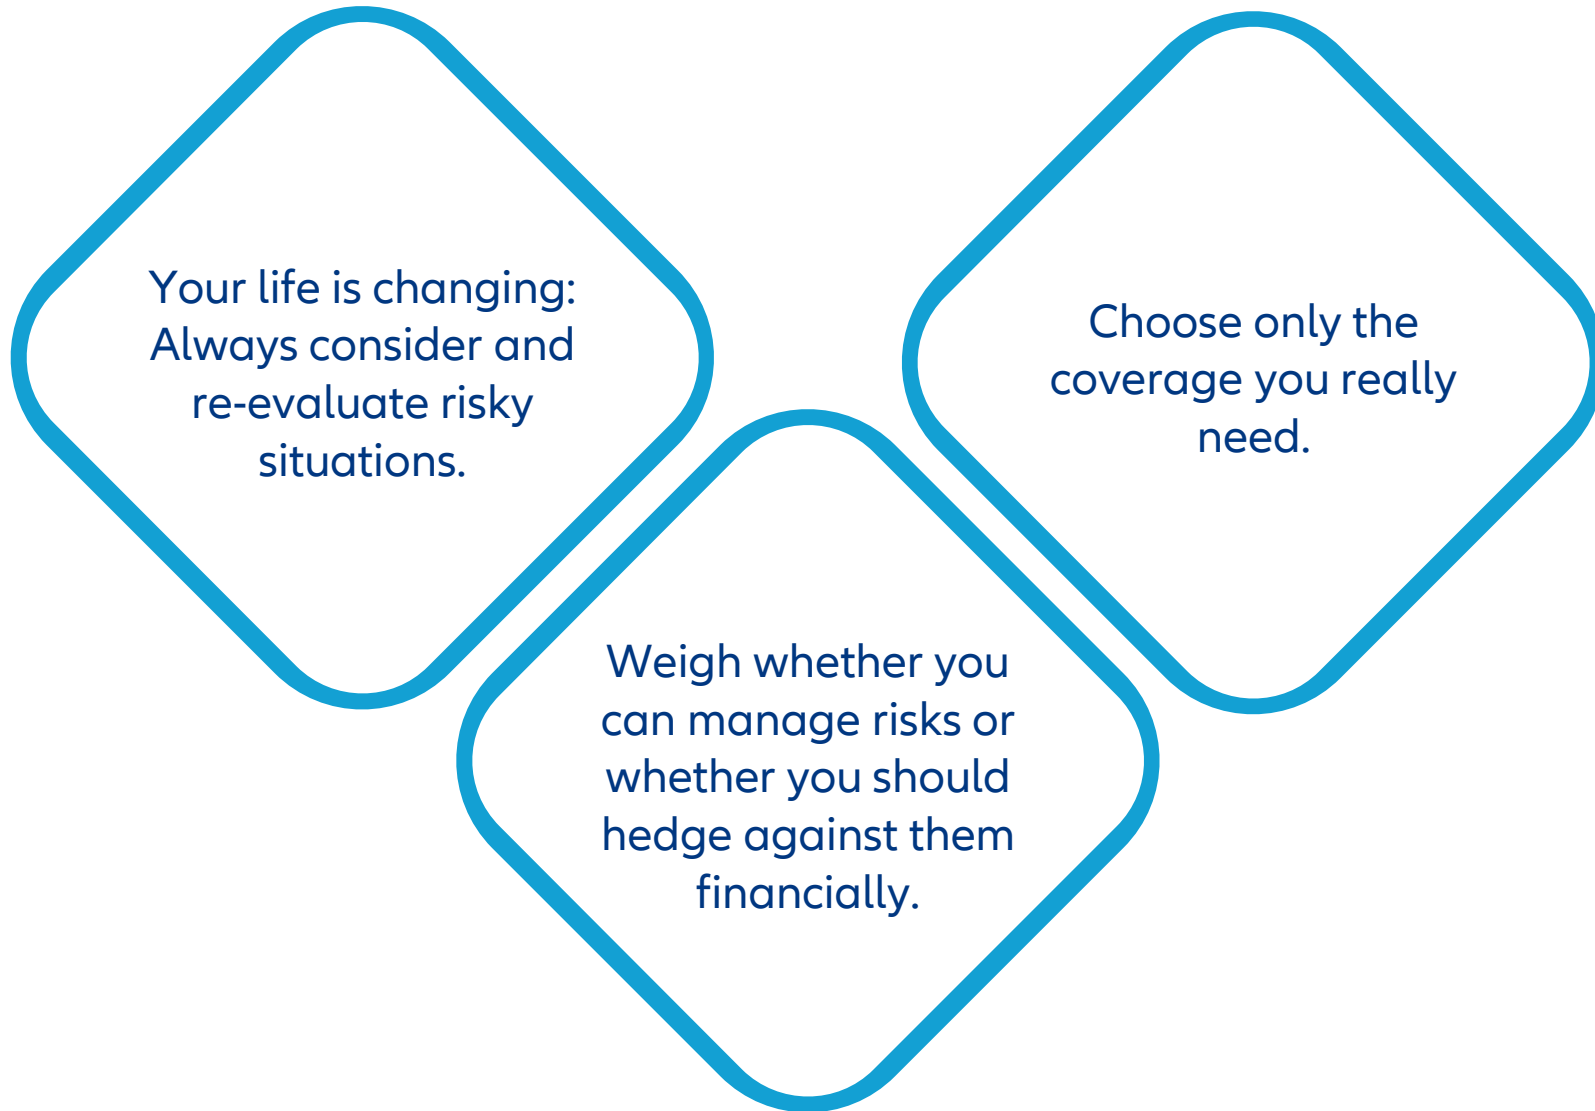 Your life is changing:
Always consider and
re-evaluate risky
situations.
Weigh whether you
can manage risks or
whether you should
hedge against them
financially.
Choose only the
coverage you really
need.